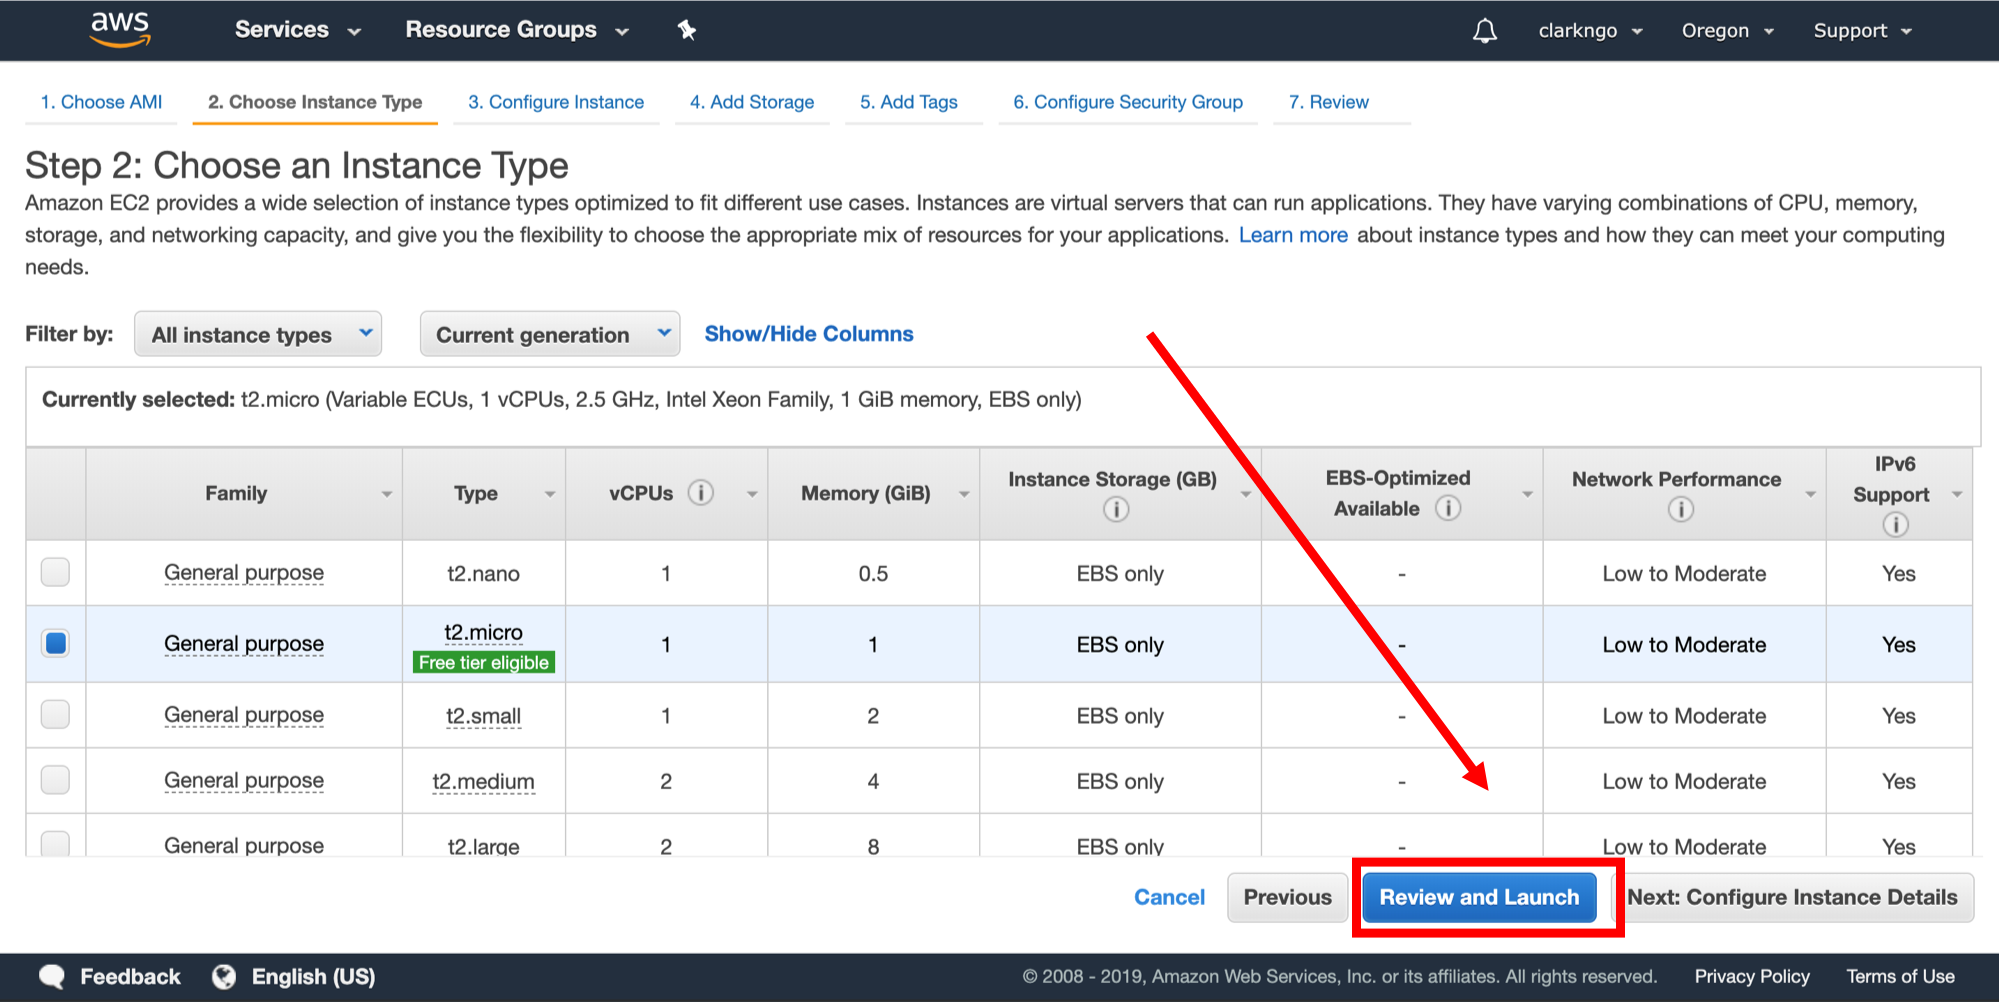 aws Services Resource Groups clarkngo Oregon Support
1. Choose AMI 2. Choose Instance Type 3. Configure Instance 4. Add Storage 5. Add Tags 6. Configure Security Group 7. Review
Step 2: Choose an Instance Type
Amazon EC2 provides a wide selection of instance types optimized to fit different use cases. Instances are virtual servers that can run applications. They have varying combinations of CPU, memory,
storage, and networking capacity, and give you the flexibility to choose the appropriate mix of resources for your applications. Learn more about instance types and how they can meet your computing
needs.
Filter by: All instance types Current generation Show/Hide Columns
Currently selected: t2.micro (Variable ECUs, 1 vCPUs, 2.5 GHz, Intel Xeon Family, 1 GiB memory, EBS only)
Family Type vCPUs i Memory (GiB) Instance Storage (GB) i EBS-Optimized Available i Network Performance i IPv6 Support i
General purpose t2.nano 1 0.5 EBS only - Low to Moderate Yes
General purpose t2.micro 1 1 EBS only - Low to Moderate Yes
Free tier eligible
General purpose t2.small 1 2 EBS only - Low to Moderate Yes
General purpose t2.medium 2 4 EBS only - Low to Moderate Yes
General purpose t2.large 2 8 EBS only - Low to Moderate Yes
Cancel Previous Review and Launch Next: Configure Instance Details
Feedback English (US) © 2008 - 2019, Amazon Web Services, Inc. or its affiliates. All rights reserved. Privacy Policy Terms of Use